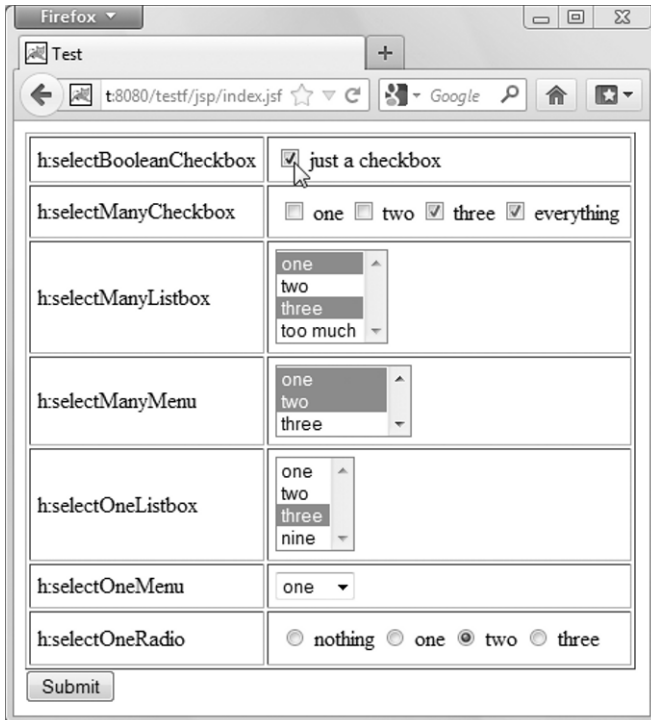 Firefox
Test
t:8080/testf/jsp/index.jsf Google
h:selectBooleanCheckbox just a checkbox
h:selectManyCheckbox one two three everything
h:selectManyListbox
one
two
three
too much
h:selectManyMenu
one
two
three
h:selectOneListbox
one
two
three
nine
h:selectOneMenu one
h:selectOneRadio nothing one two three
Submit